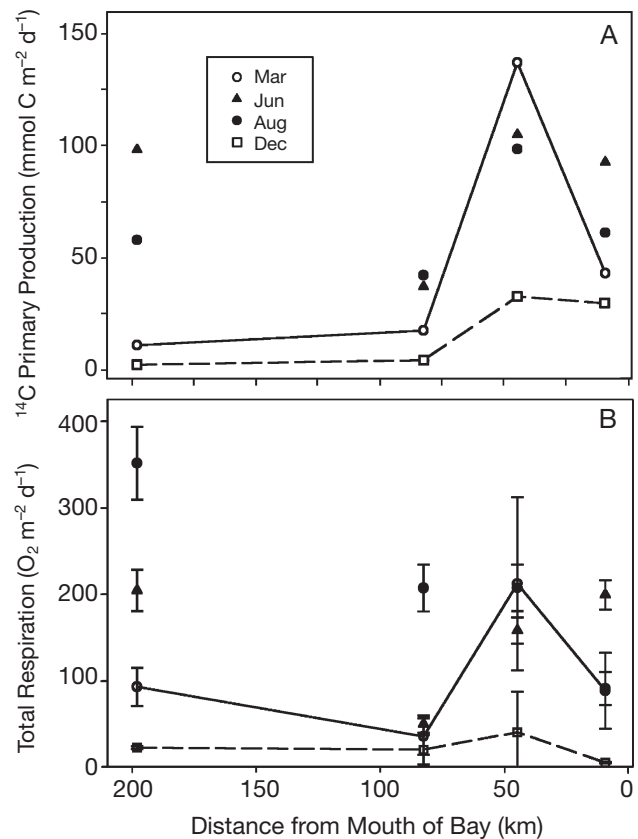 A
¹⁴C Primary Production (mmol C m⁻² d⁻¹)
150
100
50
0
Mar
Jun
Aug
Dec
B
Total Respiration (O₂ m⁻² d⁻¹)
400
300
200
100
0
200 150 100 50 0
Distance from Mouth of Bay (km)